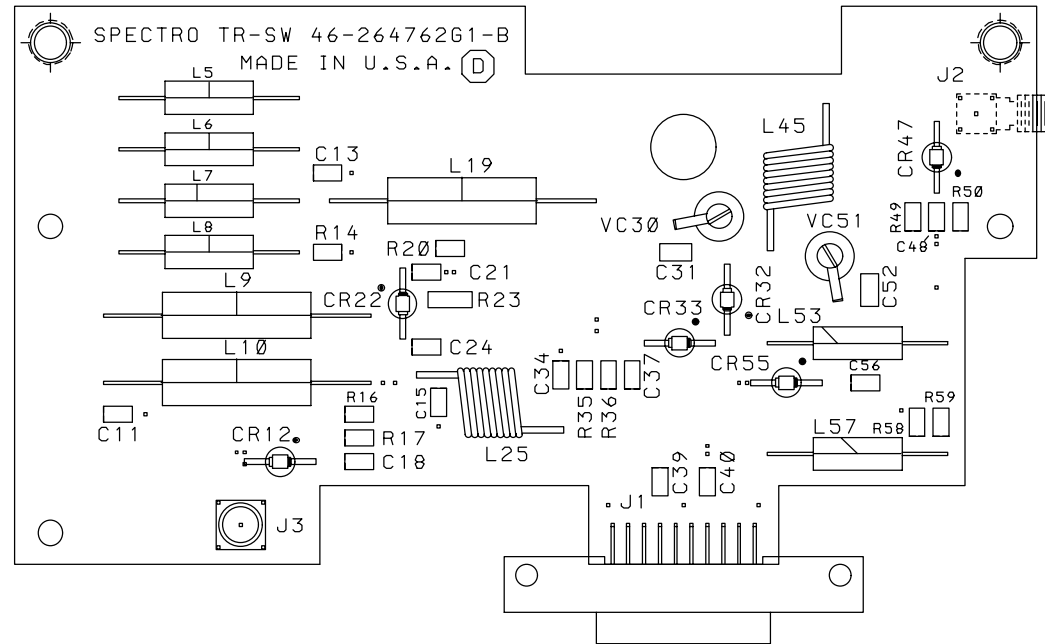 SPECTRO TR-SW 46-264762G1-B
MADE IN U.S.A. D
J2
L5
L6
L7
L8
C13
L19
L45
CR47
R49
R50
C48
VC30
VC51
R14
R20
C21
C31
CR32
C52
L9
CR22
R23
CR33
L53
L10
C24
C34
R35
R36
C37
CR55
C56
C11
R16
C15
R17
C18
CR12
L25
L57
R58
R59
C39
C40
J3
J1